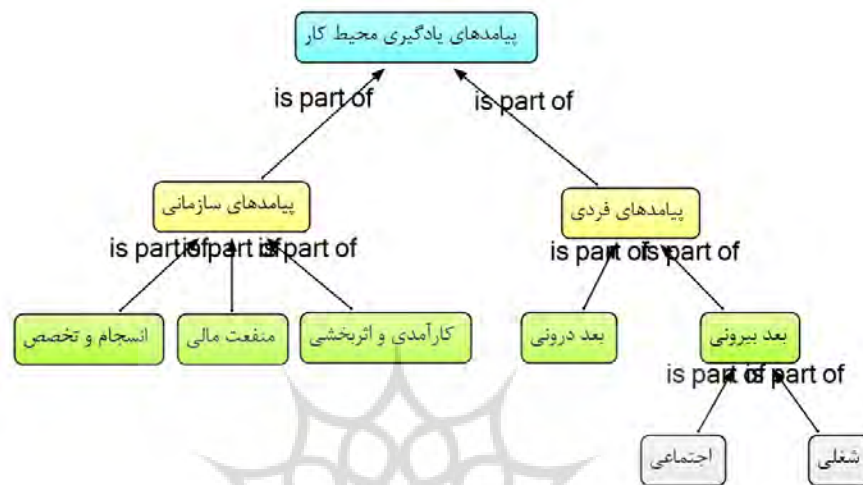 پیامدهای یادگیری محیط کار
is part of
is part of
پیامدهای سازمانی
پیامدهای فردی
is part of
is part of
is part of
is part of
is part of
انسجام و تخصص
منفعت مالی
کارآمدی و اثربخشی
بعد درونی
بعد بیرونی
is part of
is part of
اجتماعی
شغلی